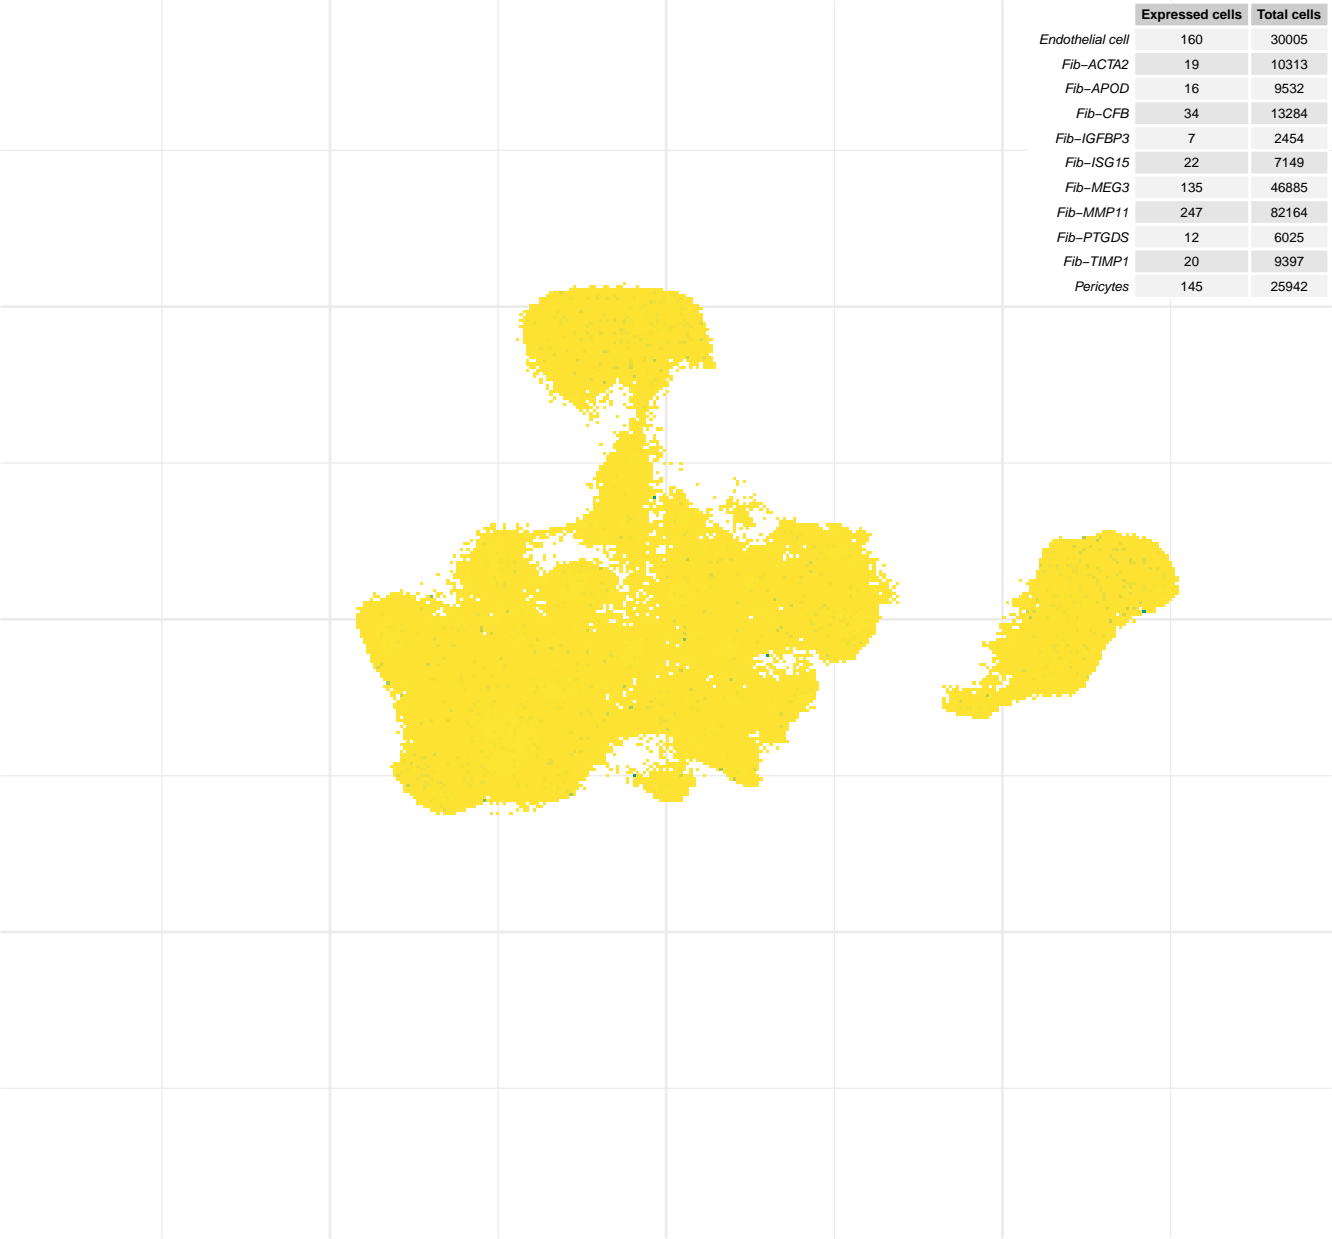 Expressed cells Total cells
Endothelial cell 160 30005
Fib−ACTA2 19 10313
Fib−APOD 16 9532
Fib−CFB 34 13284
Fib−IGFBP3 7 2454
Fib−ISG15 22 7149
Fib−MEG3 135 46885
Fib−MMP11 247 82164
Fib−PTGDS 12 6025
Fib−TIMP1 20 9397
Pericytes 145 25942